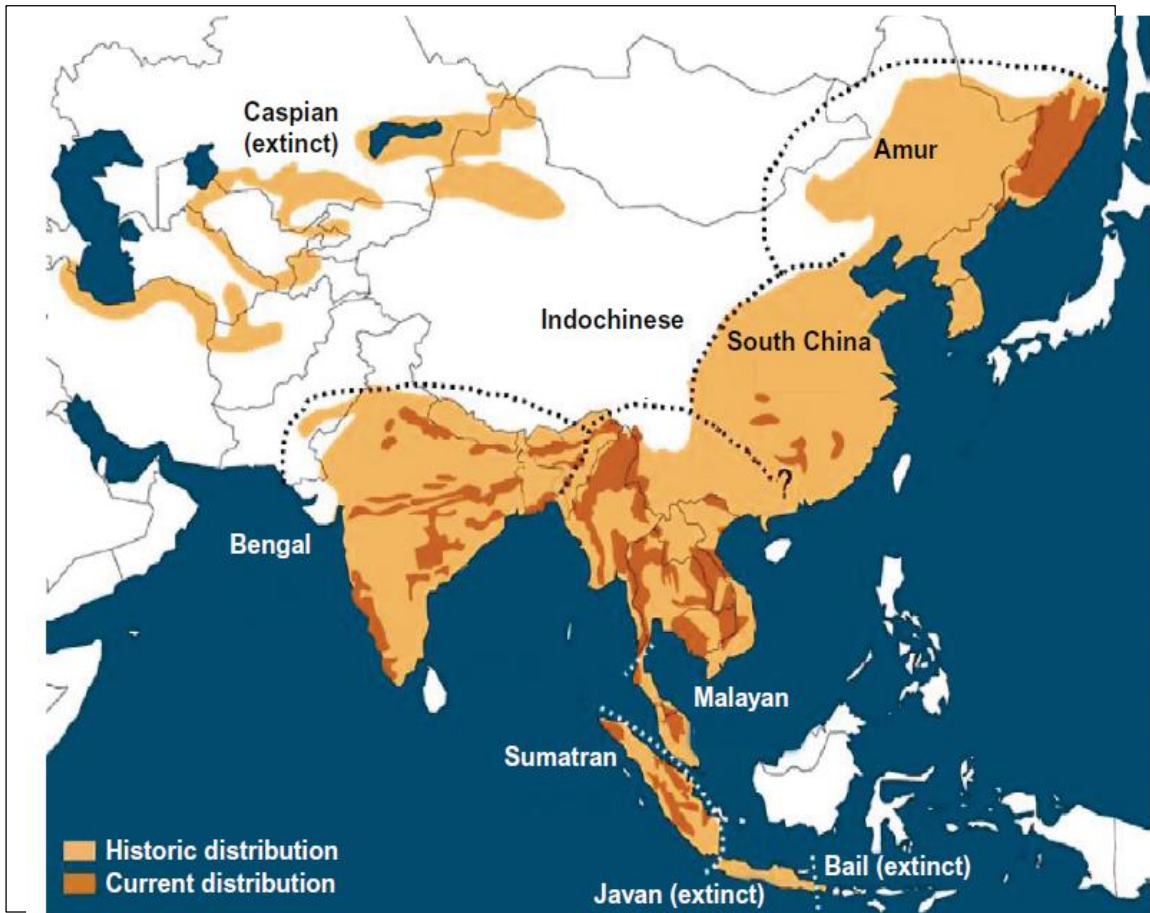 Caspian
(extinct)
Amur
Indochinese
South China
?
Bengal
Malayan
Sumatran
Historic distribution
Current distribution
Bail (extinct)
Javan (extinct)